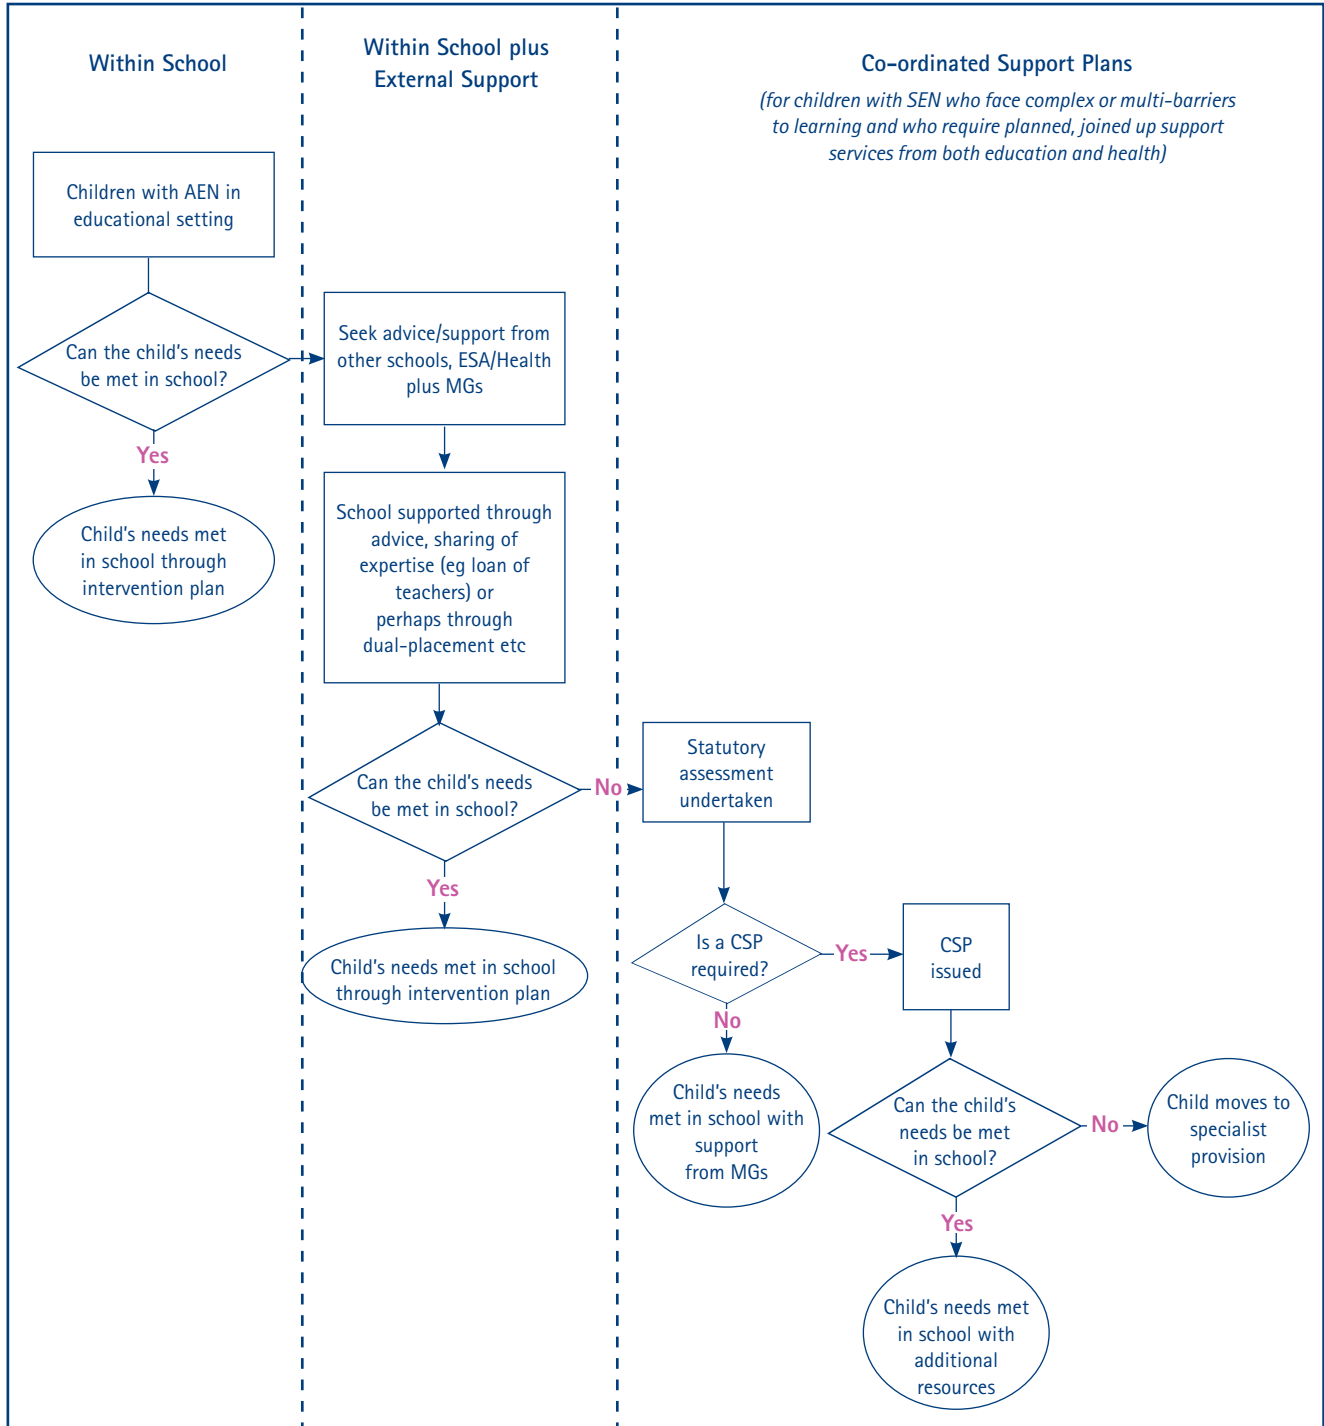 Within School
Within School plus
External Support
Co-ordinated Support Plans
(for children with SEN who face complex or multi-barriers
to learning and who require planned, joined up support
services from both education and health)
Children with AEN in
educational setting
Can the child's needs
be met in school?
Yes
Child's needs met
in school through
intervention plan
Seek advice/support from
other schools, ESA/Health
plus MGs
School supported through
advice, sharing of
expertise (eg loan of
teachers) or
perhaps through
dual-placement etc
Can the child's needs
be met in school?
No
Yes
Child's needs met in school
through intervention plan
Statutory
assessment
undertaken
Is a CSP
required?
Yes
No
CSP
issued
Child's needs
met in school with
support
from MGs
Can the child's
needs be met
in school?
No
Child moves to
specialist
provision
Yes
Child's needs met
in school with
additional
resources